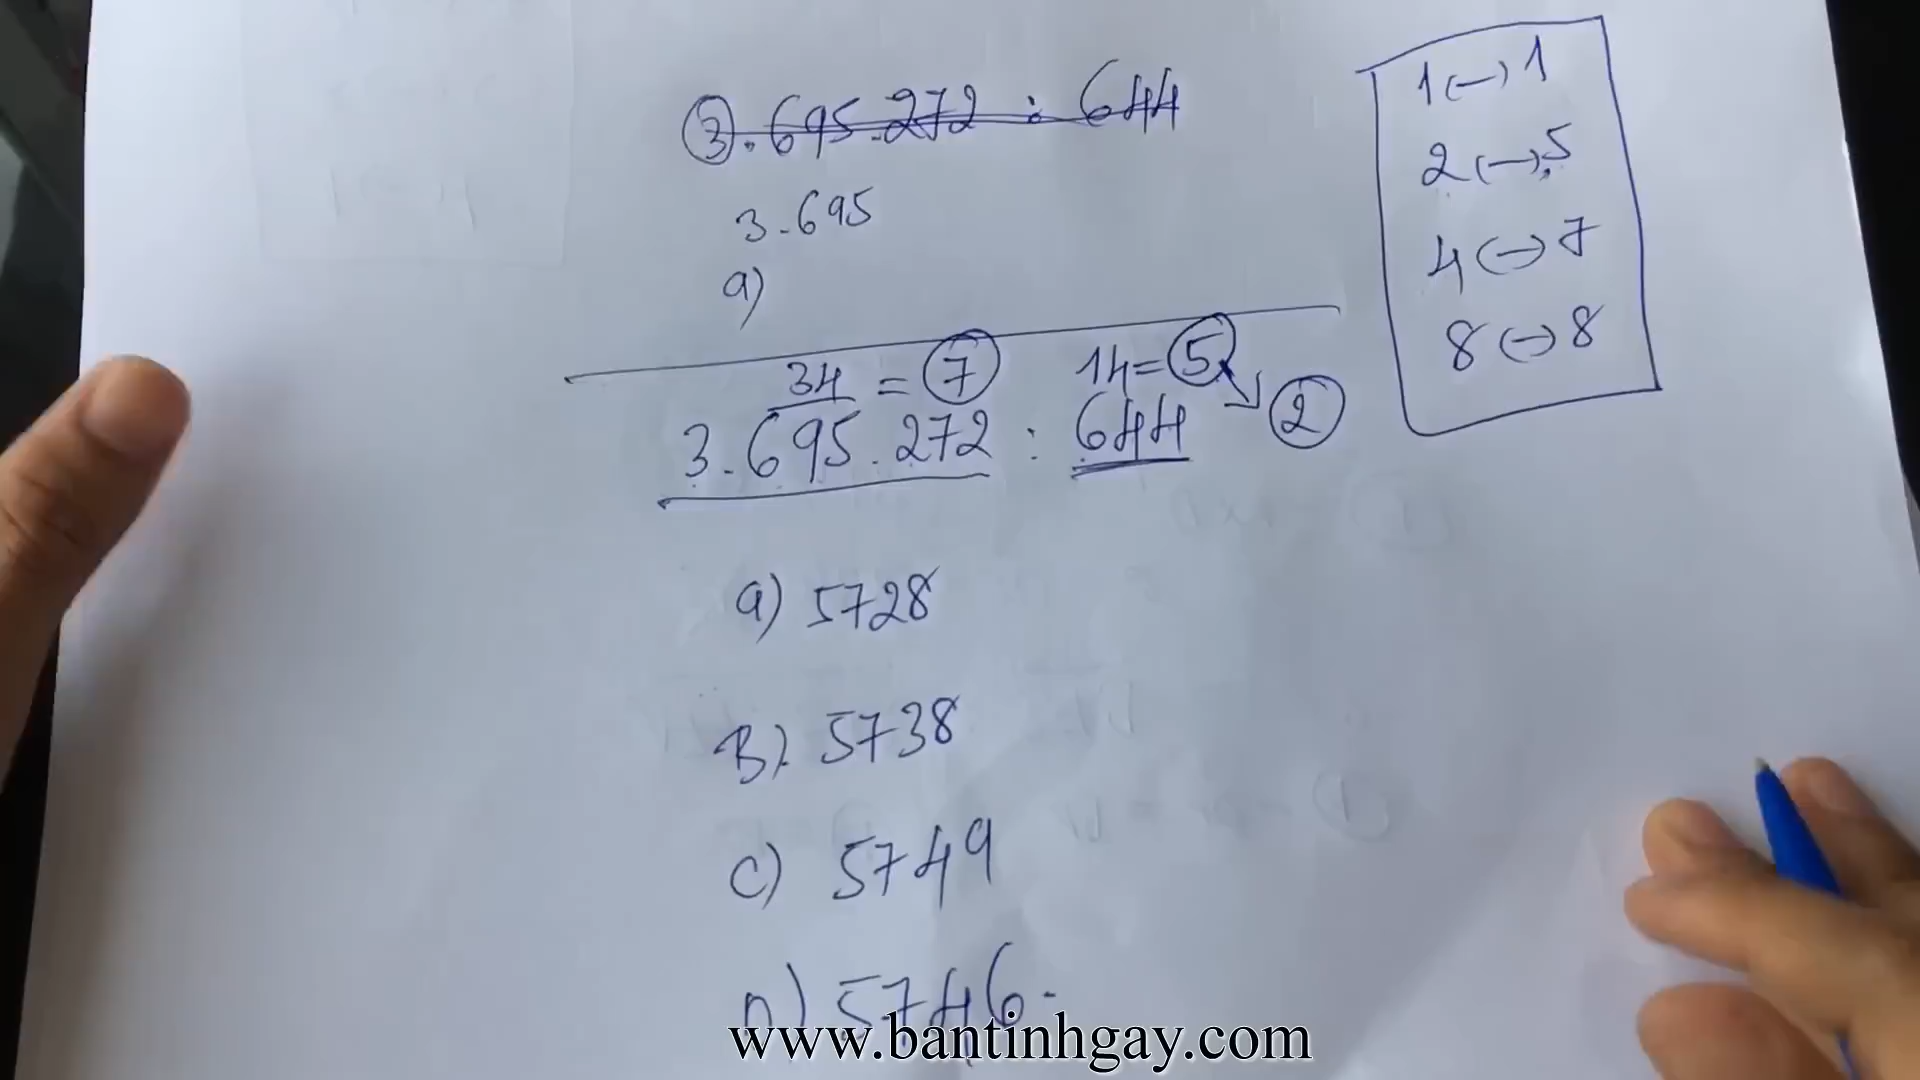 3.695.272 : 644
3.695
a)
34 = 7 14 = 5 → 2
3.695.272 : 644
a) 5728
B) 5738
C) 5749
D) 5746
1 ↔ 1
2 ↔ 5
4 ↔ 7
8 ↔ 8
www.bantinhgay.com